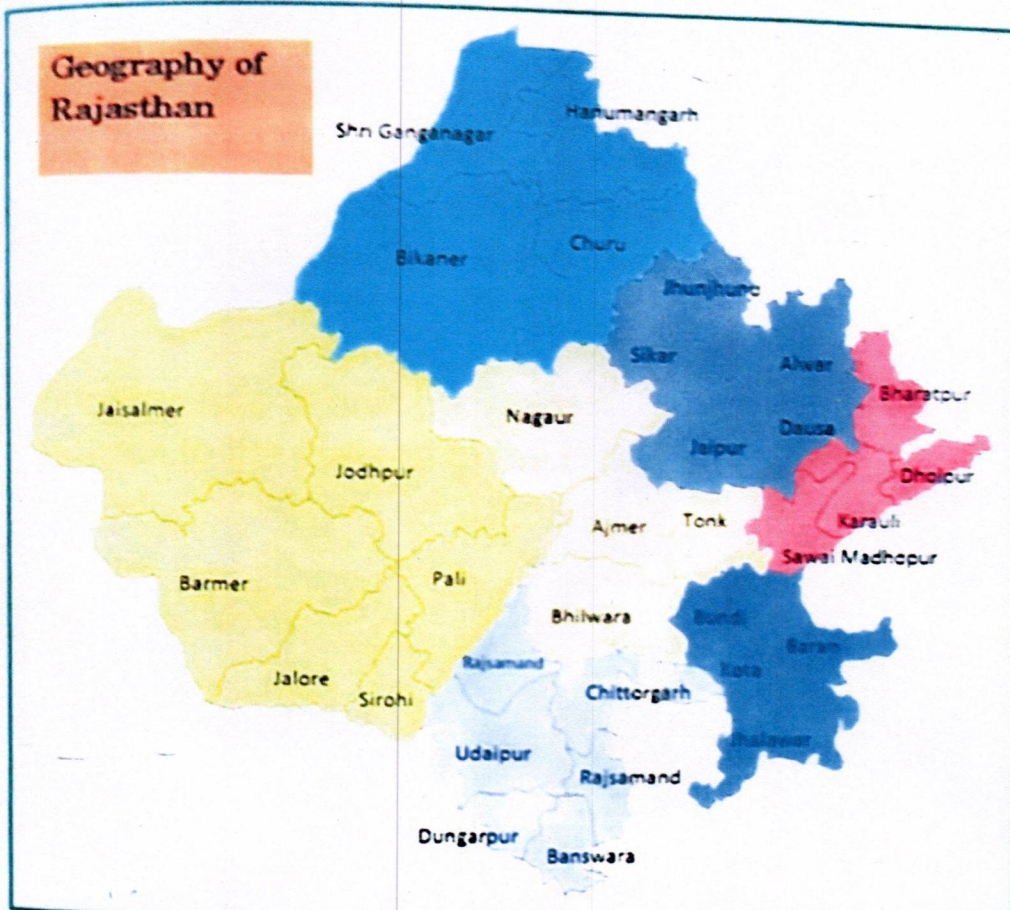 Geography of
Rajasthan
Hanumangarh
Shri Ganganagar
Churu
Bikaner
Jhunjhunu
Sikar
Alwar
Bharatpur
Jaisalmer
Nagaur
Dausa
Jaipur
Jodhpur
Dholpur
Ajmer
Tonk
Karauli
Sawai Madhopur
Barmer
Pali
Bhilwara
Bundi
Baran
Rajsamand
Kota
Jalore
Sirohi
Chittorgarh
Jhalawar
Udaipur
Rajsamand
Dungarpur
Banswara